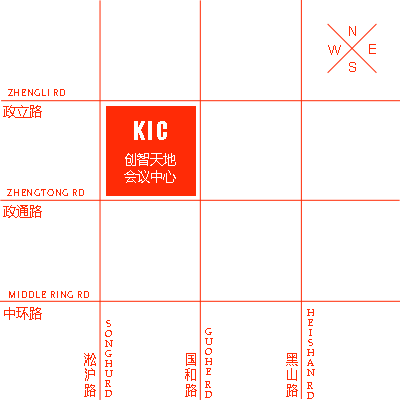 N
W E
S
ZHENGLI RD
政立路
KIC
创智天地
会议中心
ZHENGTONG RD
政通路
MIDDLE RING RD
中环路
淞沪路
SONGHURD
国和路
GUOHE RD
黑山路
HEISHAN RD